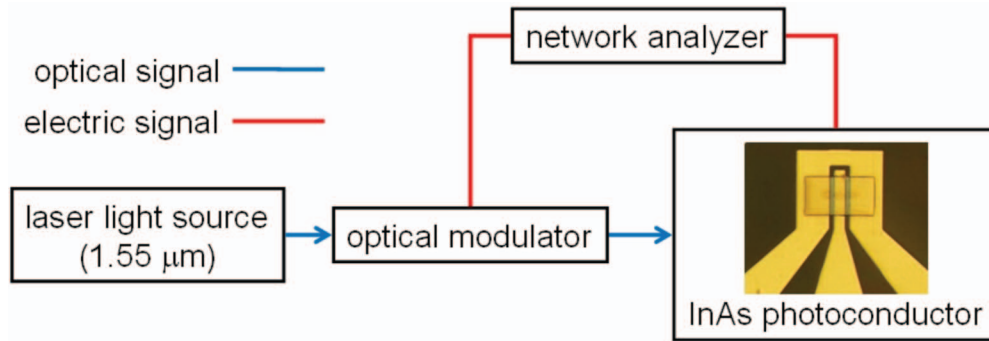 network analyzer
optical signal
electric signal
laser light source
(1.55 μm)
optical modulator
InAs photoconductor